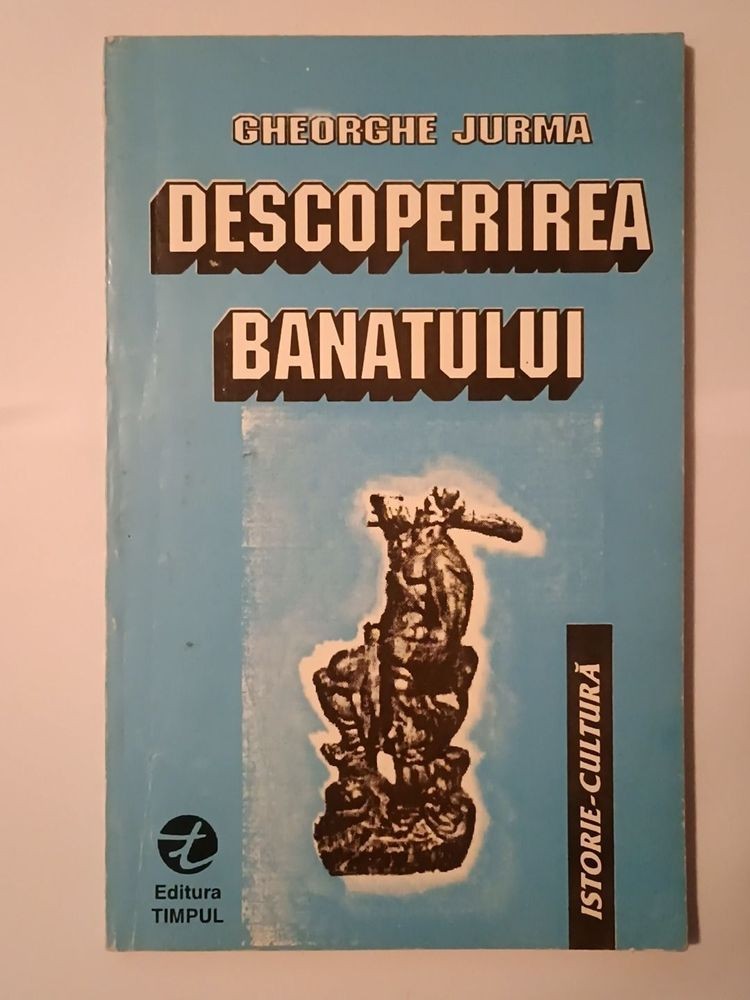 GHEORGHE JURMA
DESCOPERIREA
BANATULUI
ISTORIE-CULTURĂ
Editura
TIMPUL